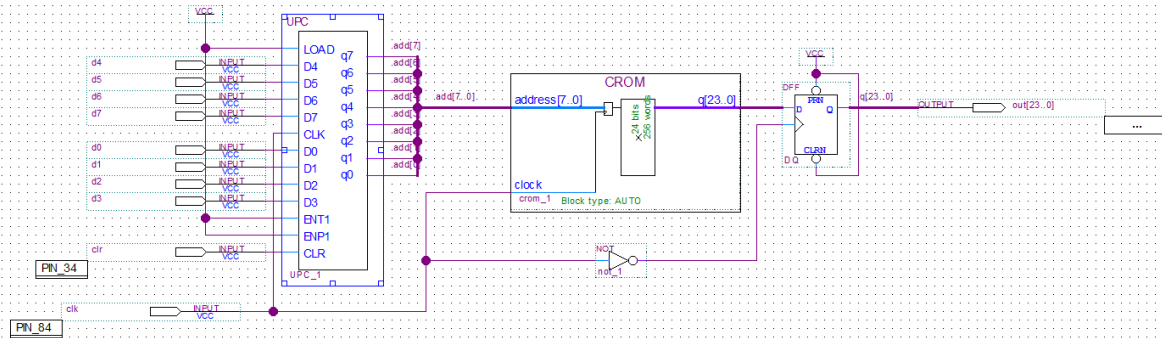 VCC
UPC
LOAD
q7
add[7]
d4
INPUT
VCC
D4
q6
d5
INPUT
VCC
D5
q5
d6
INPUT
VCC
D6
q4
add[7..0]
d7
INPUT
VCC
D7
q3
CLK
q2
d0
INPUT
VCC
D0
q1
d1
INPUT
VCC
D1
q0
d2
INPUT
VCC
D2
d3
INPUT
VCC
D3
ENT1
ENP1
clr
INPUT
VCC
CLR
PIN_34
UPC_1
clk
INPUT
VCC
PIN_84
CROM
address[7..0]
q[23..0]
24 bits
256 words
clock
crom_1
Block type: AUTO
NOT
not_1
VCC
DFF
PRN
D
Q
CLRN
DQ
q[23..0]
OUTPUT
out[23..0]
...